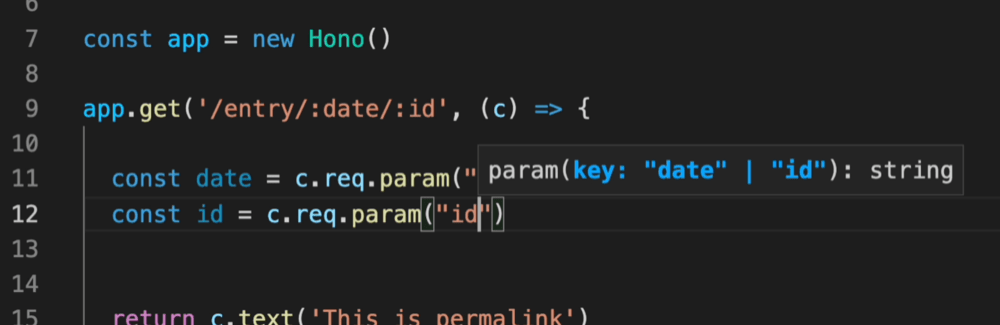 6
7 const app = new Hono()
8
9 app.get('/entry/:date/:id', (c) => {
10
11 const date = c.req.param("
param(key: "date" | "id"): string
12 const id = c.req.param("id")
13
14
15 return c.text('This is permalink')